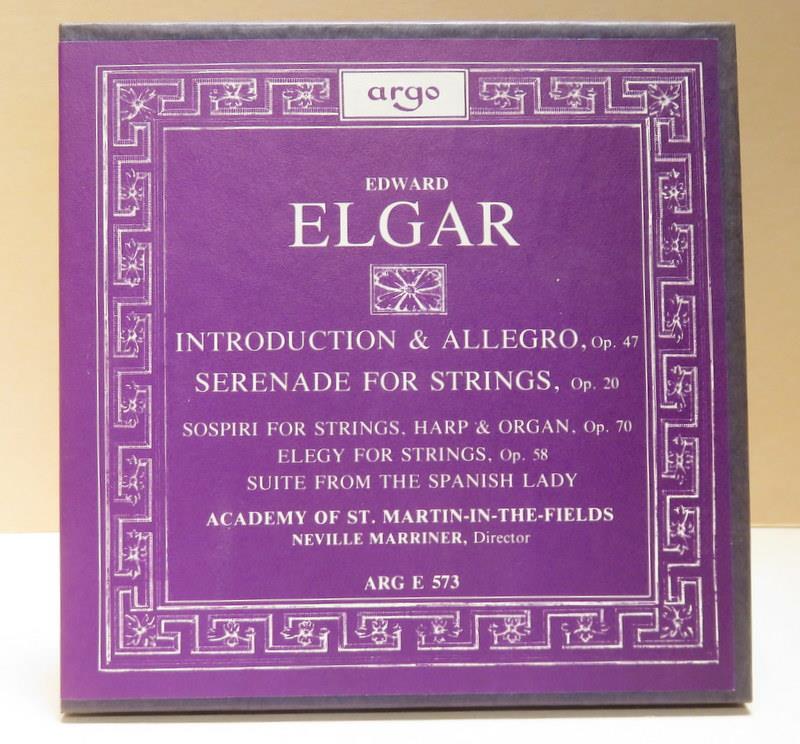 argo
EDWARD
ELGAR
INTRODUCTION & ALLEGRO, Op. 47
SERENADE FOR STRINGS, Op. 20
SOSPIRI FOR STRINGS, HARP & ORGAN, Op. 70
ELEGY FOR STRINGS, Op. 58
SUITE FROM THE SPANISH LADY
ACADEMY OF ST. MARTIN-IN-THE-FIELDS
NEVILLE MARRINER, Director
ARG E 573